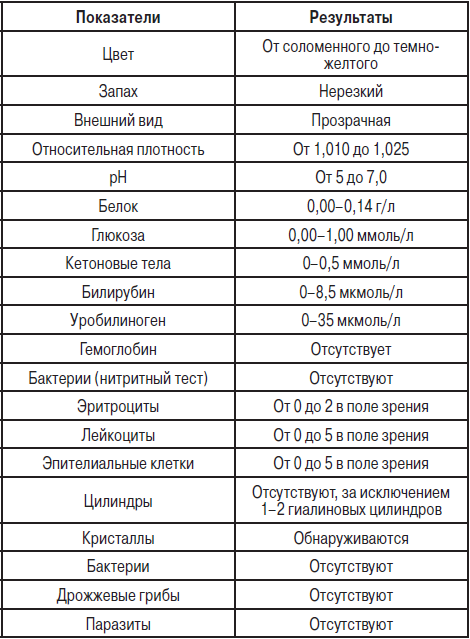 Показатели Результаты
Цвет От соломенного до темно-
желтого
Запах Нерезкий
Внешний вид Прозрачная
Относительная плотность От 1,010 до 1,025
pH От 5 до 7,0
Белок 0,00–0,14 г/л
Глюкоза 0,00–1,00 ммоль/л
Кетоновые тела 0–0,5 ммоль/л
Билирубин 0–8,5 мкмоль/л
Уробилиноген 0–35 мкмоль/л
Гемоглобин Отсутствует
Бактерии (нитритный тест) Отсутствуют
Эритроциты От 0 до 2 в поле зрения
Лейкоциты От 0 до 5 в поле зрения
Эпителиальные клетки От 0 до 5 в поле зрения
Цилиндры Отсутствуют, за исключением
1–2 гиалиновых цилиндров
Кристаллы Обнаруживаются
Бактерии Отсутствуют
Дрожжевые грибы Отсутствуют
Паразиты Отсутствуют